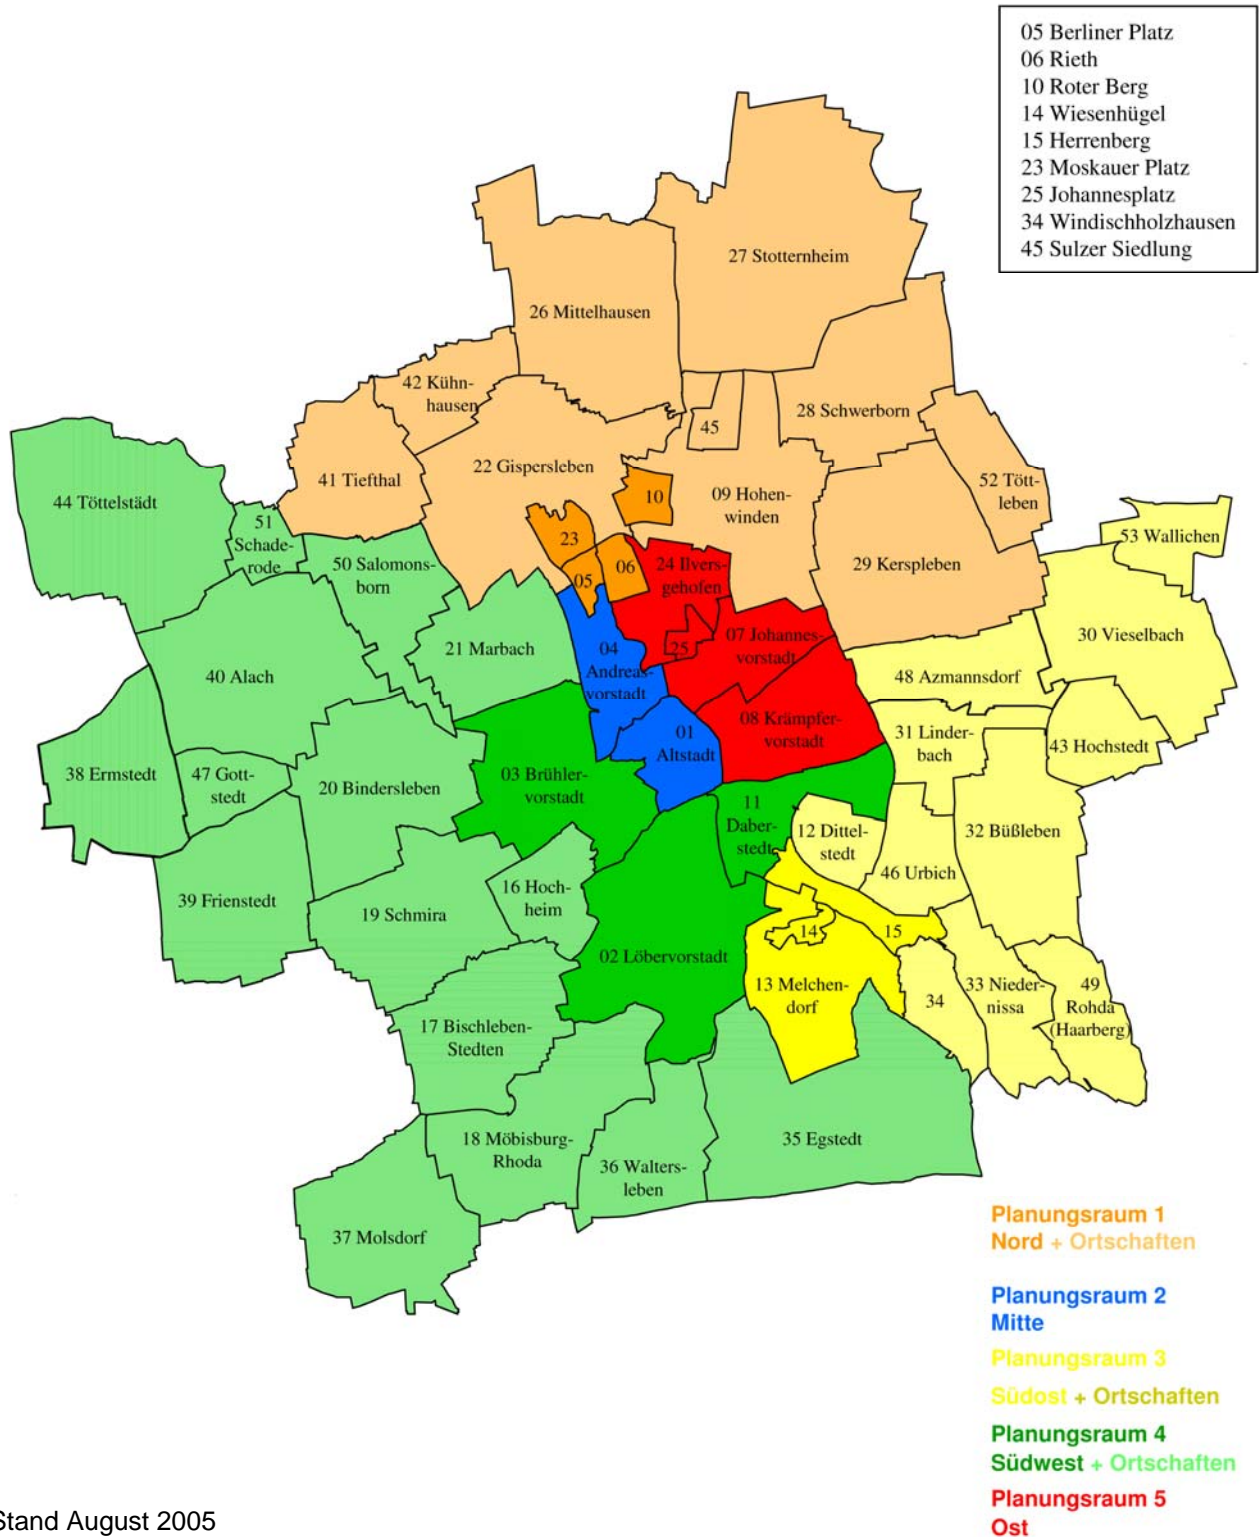 05 Berliner Platz
06 Rieth
10 Roter Berg
14 Wiesenhügel
15 Herrenberg
23 Moskauer Platz
25 Johannesplatz
34 Windischholzhausen
45 Sulzer Siedlung
27 Stotternheim
26 Mittelhausen
42 Kühn-
hausen
28 Schwerborn
45
22 Gispersleben
41 Tiefthal
10
09 Hohen-
winden
52 Tött-
leben
44 Töttelstädt
51
Schade-
rode
50 Salomons-
born
23
05
06
24 Ilvers-
gehofen
29 Kerspleben
53 Wallichen
30 Vieselbach
21 Marbach
04
Andreas-
vorstadt
25
07 Johannes-
vorstadt
48 Azmannsdorf
40 Alach
01
Altstadt
08 Krämpfer-
vorstadt
31 Linder-
bach
43 Hochstedt
38 Ermstedt
47 Gott-
stedt
20 Bindersleben
03 Brühler-
vorstadt
11
Daber-
stedt
12 Dittel-
stedt
32 Büßleben
46 Urbich
39 Frienstedt
19 Schmira
16 Hoch-
heim
02 Löbervorstadt
14
15
13 Melchen-
dorf
34
33 Nieder-
nissa
49
Rohda
(Haarberg)
17 Bischleben-
Stedten
18 Möbisburg-
Rhoda
36 Walters-
leben
35 Egstedt
37 Molsdorf
Planungsraum 1
Nord + Ortschaften
Planungsraum 2
Mitte
Planungsraum 3
Südost + Ortschaften
Planungsraum 4
Südwest + Ortschaften
Planungsraum 5
Ost
Stand August 2005